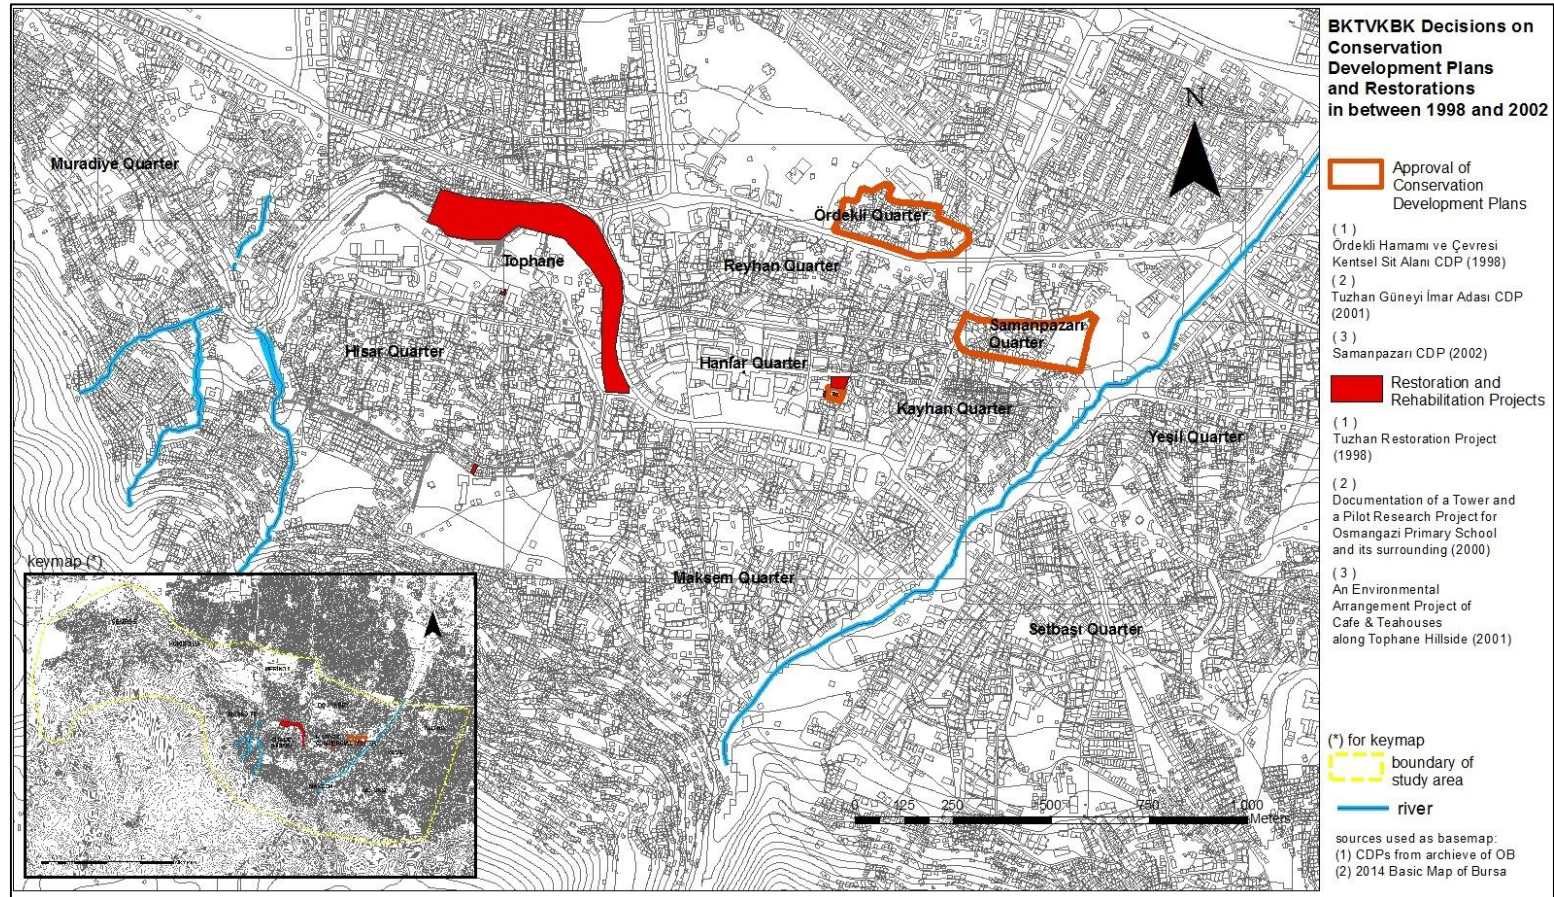 BKTVKBK Decisions on
Conservation
Development Plans
and Restorations
in between 1998 and 2002
Approval of
Conservation
Development Plans
( 1 )
Ördekli Hamamı ve Çevresi
Kentsel Sit Alanı CDP (1998)
( 2 )
Tuzhan Güneyi İmar Adası CDP
(2001)
( 3 )
Samanpazarı CDP (2002)
Restoration and
Rehabilitation Projects
( 1 )
Tuzhan Restoration Project
(1998)
( 2 )
Documentation of a Tower and
a Pilot Research Project for
Osmangazi Primary School
and its surrounding (2000)
( 3 )
An Environmental
Arrangement Project of
Cafe & Teahouses
along Tophane Hillside (2001)
(*) for keymap
boundary of
study area
river
sources used as basemap:
(1) CDPs from archieve of OB
(2) 2014 Basic Map of Bursa
N
Muradiye Quarter
Ördekli Quarter
Tophane
Reyhan Quarter
Samanpazarı
Quarter
Hisar Quarter
Hanlar Quarter
Kayhan Quarter
Yeşil Quarter
Maksem Quarter
Setbaşı Quarter
keymap (*)
0 125 250 500 750 1.000
Meters